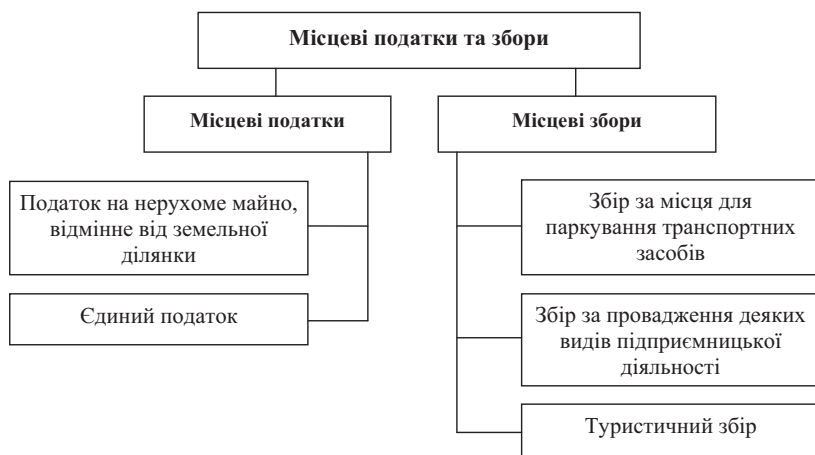 Місцеві податки та збори
Місцеві податки
Місцеві збори
Податок на нерухоме майно,
відмінне від земельної
ділянки
Єдиний податок
Збір за місця для
паркування транспортних
засобів
Збір за провадження деяких
видів підприємницької
діяльності
Туристичний збір